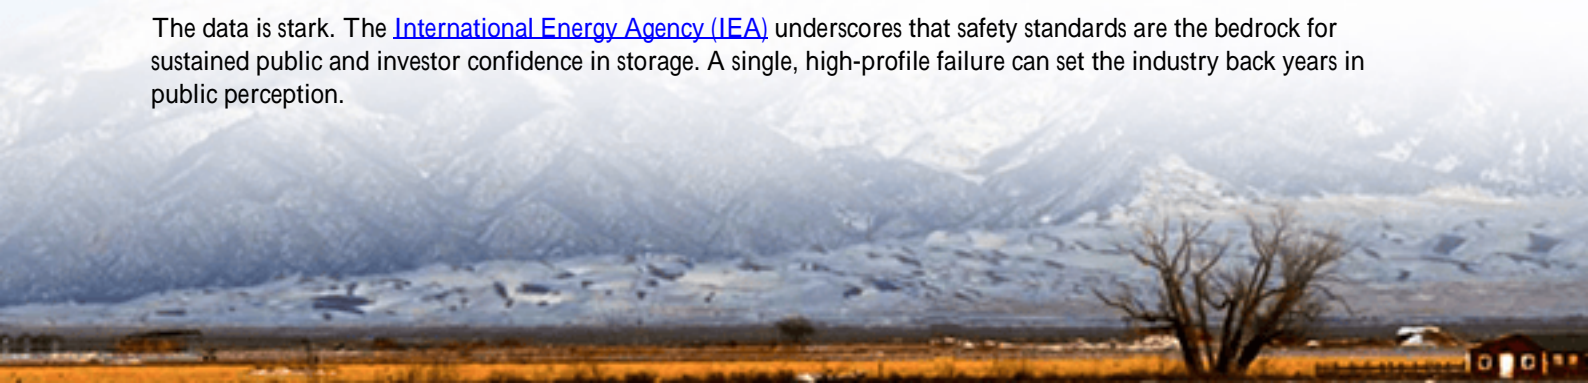 The data is stark. The International Energy Agency (IEA) underscores that safety standards are the bedrock for
sustained public and investor confidence in storage. A single, high-profile failure can set the industry back years in
public perception.